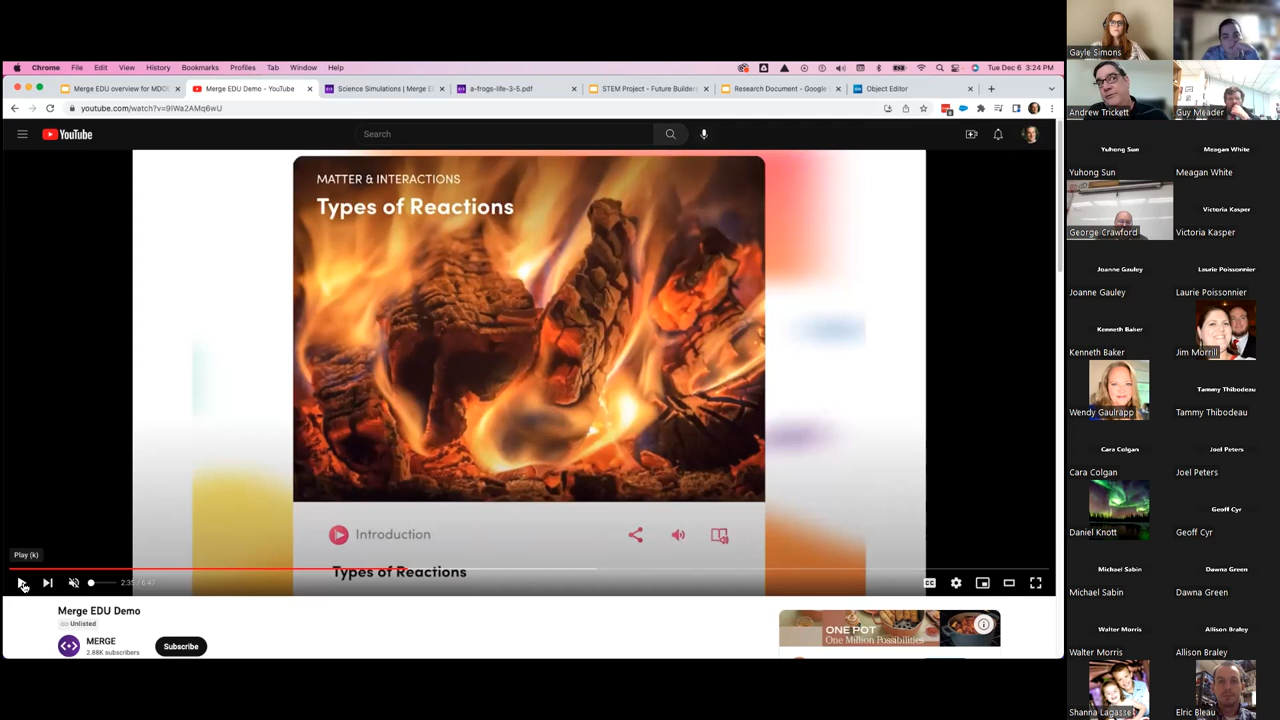 Chrome File Edit View History Bookmarks Profiles Tab Window Help
Tue Dec 6 3:24 PM
Merge EDU overview for MDOE
Merge EDU Demo - YouTube
Science Simulations | Merge E
a-frogs-life-3-5.pdf
STEM Project - Future Builders
Research Document - Google
Object Editor
youtube.com/watch?v=9IWa2AMq6wU
YouTube
Search
MATTER & INTERACTIONS
Types of Reactions
Introduction
Types of Reactions
Play (k)
2:35 / 6:47
CC
Merge EDU Demo
Unlisted
MERGE
2.88K subscribers
Subscribe
ONE POT
One Million Possibilities
Gayle Simons
Andrew Trickett
Guy Meader
Yuhong Sun
Meagan White
Yuhong Sun
Meagan White
Victoria Kasper
George Crawford
Victoria Kasper
Joanne Gauley
Laurie Poissonnier
Joanne Gauley
Laurie Poissonnier
Kenneth Baker
Kenneth Baker
Jim Morrill
Tammy Thibodeau
Wendy Gaulrapp
Tammy Thibodeau
Cara Colgan
Joel Peters
Cara Colgan
Joel Peters
Geoff Cyr
Daniel Knott
Geoff Cyr
Michael Sabin
Dawna Green
Michael Sabin
Dawna Green
Walter Morris
Allison Braley
Walter Morris
Allison Braley
Shanna Lagasse
Elric Bleau